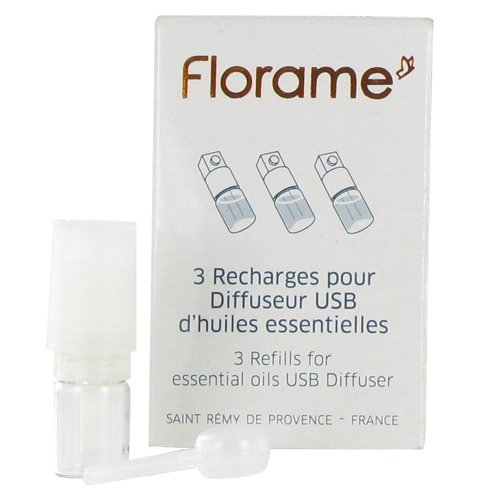 Florame
3 Recharges pour
Diffuseur USB
d'huiles essentielles
3 Refills for
essential oils USB Diffuser
SAINT RÉMY DE PROVENCE - FRANCE